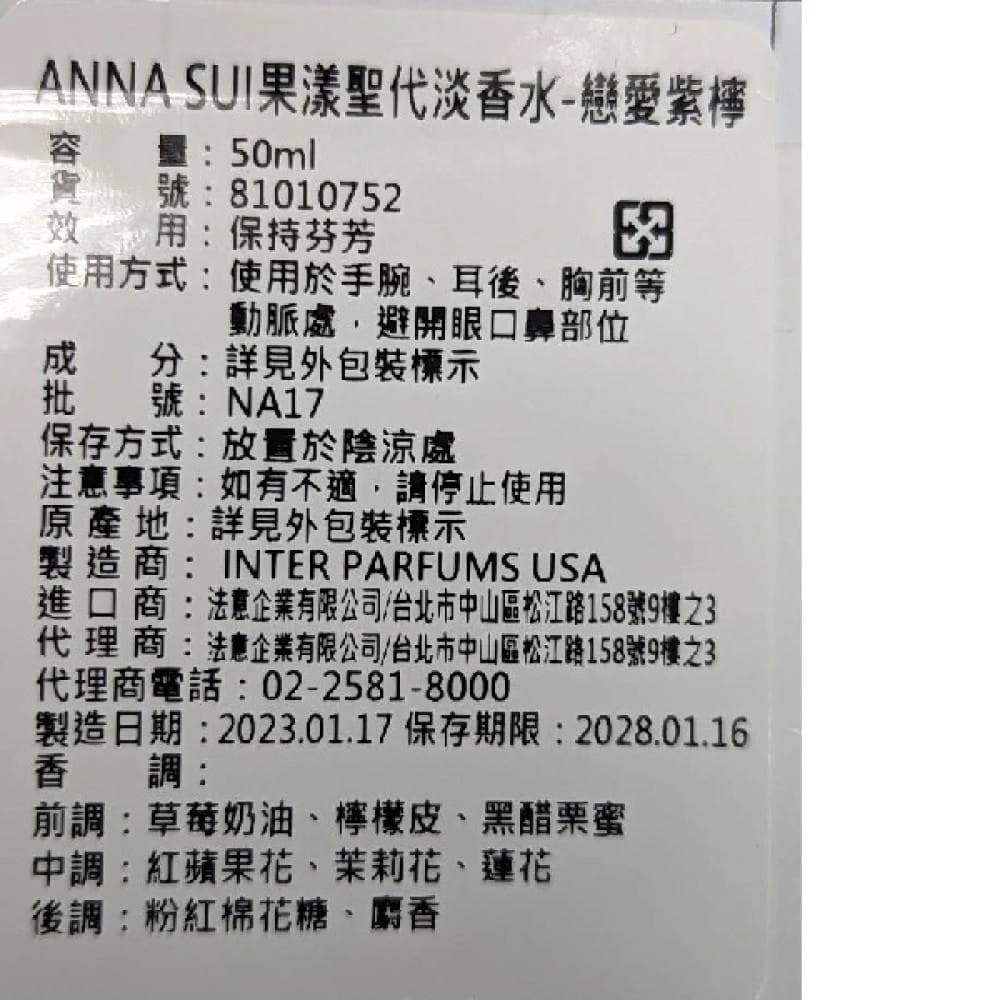 ANNA SUI果漾聖代淡香水-戀愛紫檸
容 量：50ml
貨 號：81010752
效 用：保持芬芳
使用方式：使用於手腕、耳後、胸前等
動脈處，避開眼口鼻部位
成 分：詳見外包裝標示
批 號：NA17
保存方式：放置於陰涼處
注意事項：如有不適，請停止使用
原 產 地：詳見外包裝標示
製 造 商：INTER PARFUMS USA
進 口 商：法意企業有限公司/台北市中山區松江路158號9樓之3
代 理 商：法意企業有限公司/台北市中山區松江路158號9樓之3
代理商電話：02-2581-8000
製造日期：2023.01.17 保存期限：2028.01.16
香 調：
前調：草莓奶油、檸檬皮、黑醋栗蜜
中調：紅蘋果花、茉莉花、蓮花
後調：粉紅棉花糖、麝香